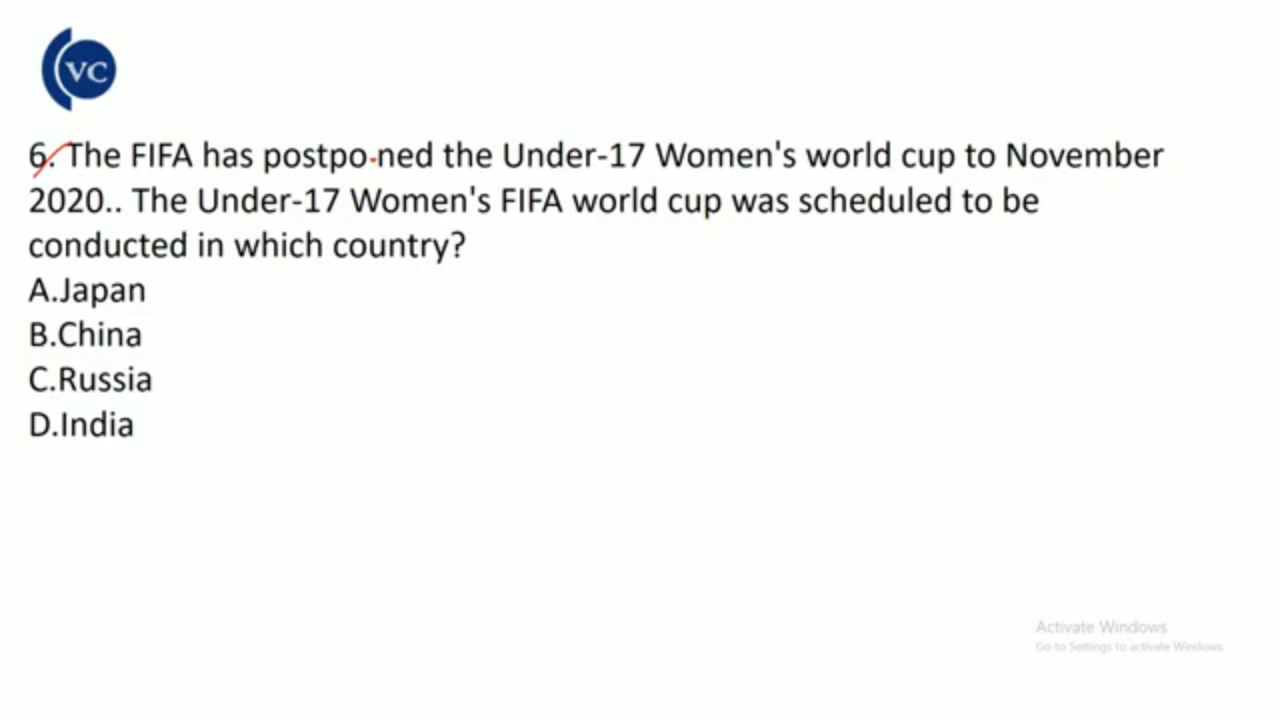 VC
6. The FIFA has postponed the Under-17 Women's world cup to November
2020.. The Under-17 Women's FIFA world cup was scheduled to be
conducted in which country?
A.Japan
B.China
C.Russia
D.India
Activate Windows
Go to Settings to activate Windows.